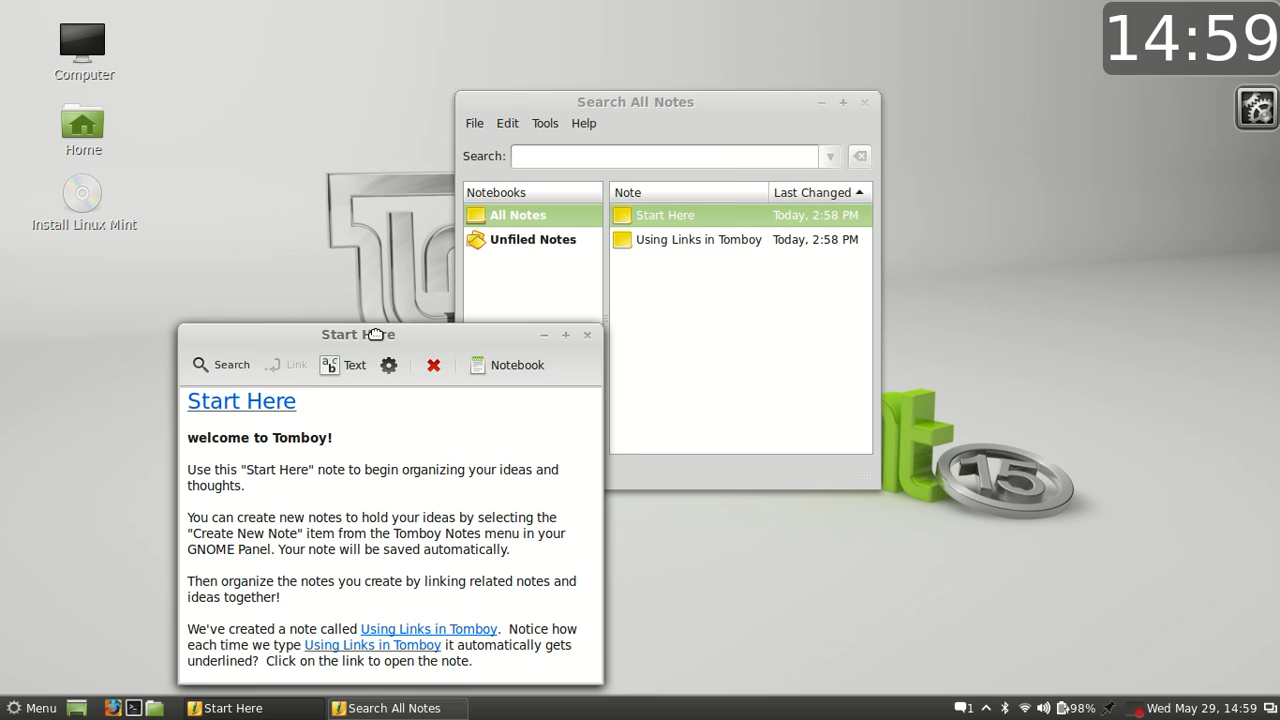 Computer
Home
Install Linux Mint
14:59
Search All Notes
File Edit Tools Help
Search:
Notebooks Note Last Changed
All Notes Start Here Today, 2:58 PM
Unfiled Notes Using Links in Tomboy Today, 2:58 PM
Start Here
Search Link Text Notebook
Start Here
welcome to Tomboy!
Use this "Start Here" note to begin organizing your ideas and
thoughts.
You can create new notes to hold your ideas by selecting the
"Create New Note" item from the Tomboy Notes menu in your
GNOME Panel. Your note will be saved automatically.
Then organize the notes you create by linking related notes and
ideas together!
We've created a note called Using Links in Tomboy. Notice how
each time we type Using Links in Tomboy it automatically gets
underlined? Click on the link to open the note.
15
Menu Start Here Search All Notes 1 98% Wed May 29, 14:59